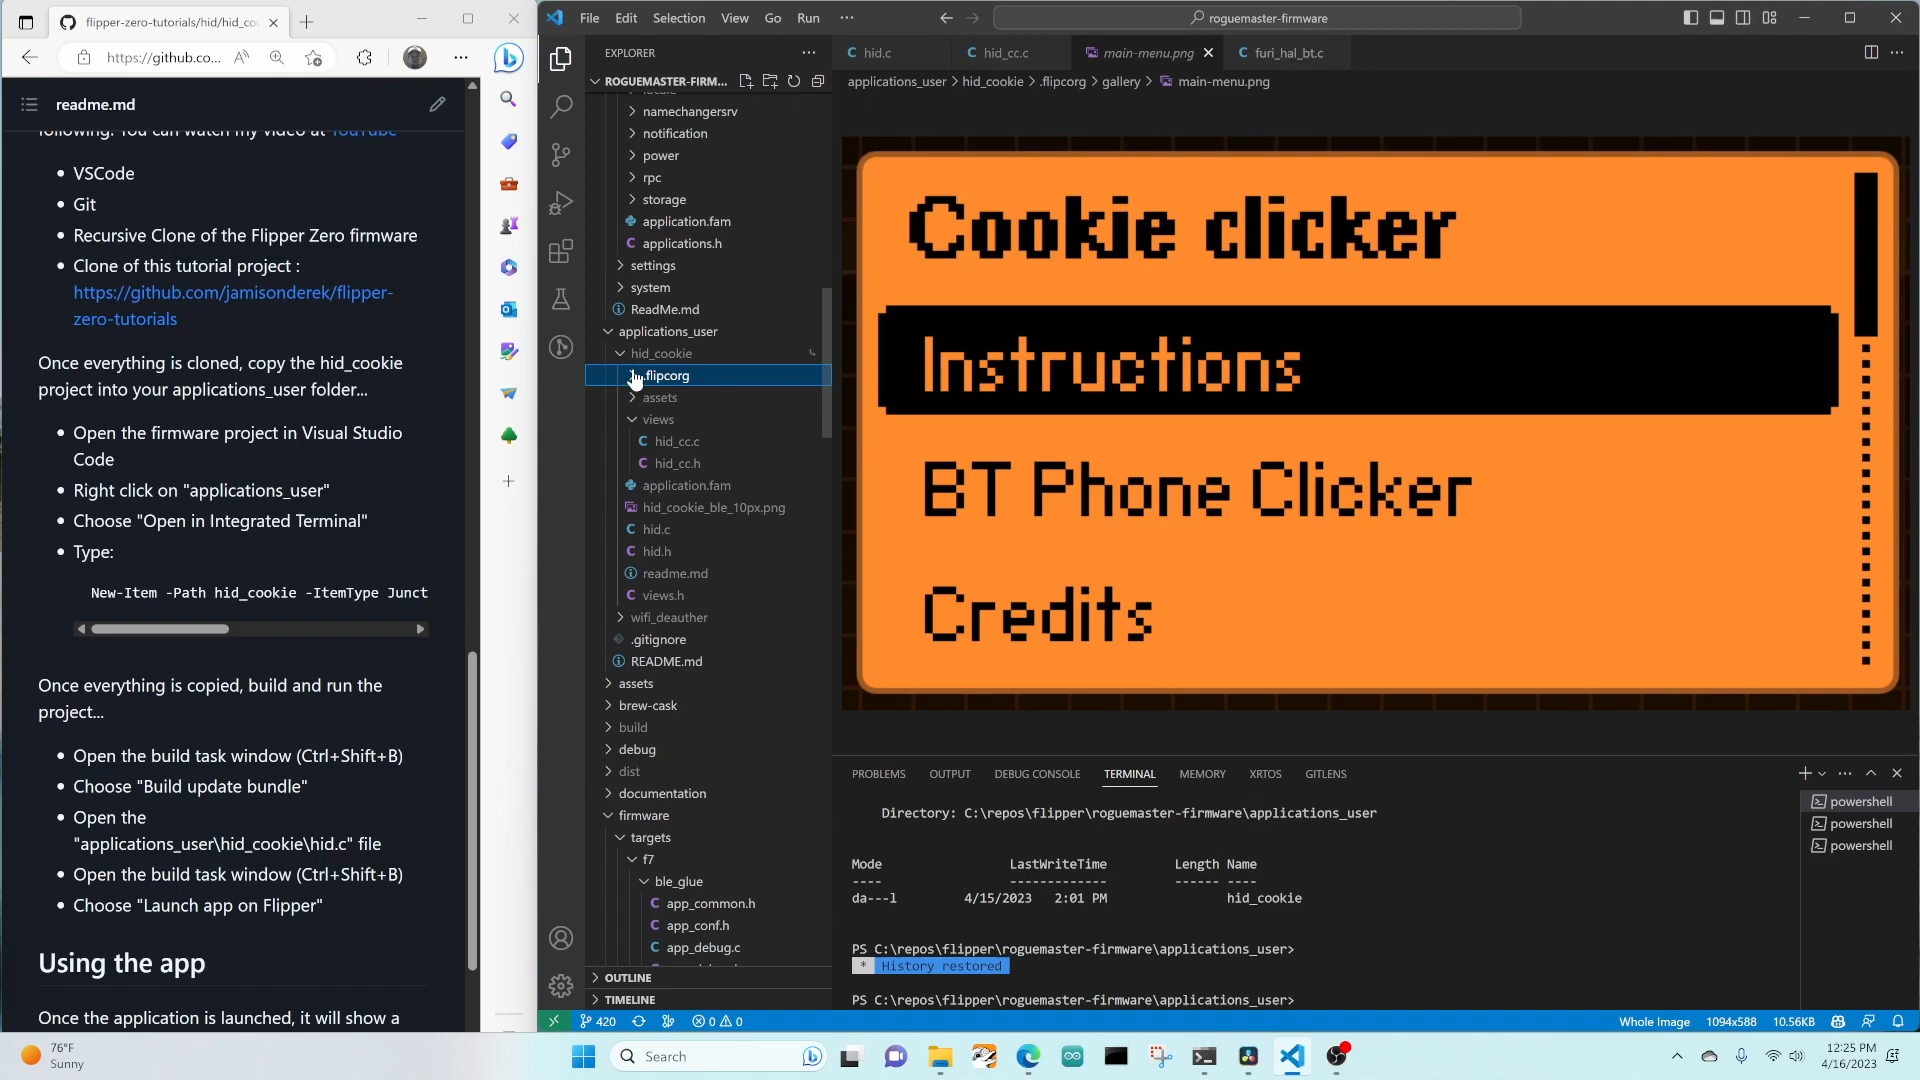 flipper-zero-tutorials/hid/hid_co
https://github.co...
readme.md
following. You can watch my video at YouTube
VSCode
Git
Recursive Clone of the Flipper Zero firmware
Clone of this tutorial project :
https://github.com/jamisonderek/flipper-
zero-tutorials
Once everything is cloned, copy the hid_cookie
project into your applications_user folder...
Open the firmware project in Visual Studio
Code
Right click on "applications_user"
Choose "Open in Integrated Terminal"
Type:
New-Item -Path hid_cookie -ItemType Junct
Once everything is copied, build and run the
project...
Open the build task window (Ctrl+Shift+B)
Choose "Build update bundle"
Open the
"applications_user\hid_cookie\hid.c" file
Open the build task window (Ctrl+Shift+B)
Choose "Launch app on Flipper"
Using the app
Once the application is launched, it will show a
File Edit Selection View Go Run ...
roguemaster-firmware
EXPLORER
ROGUEMASTER-FIRM...
locale
namechangersrv
notification
power
rpc
storage
application.fam
applications.h
settings
system
ReadMe.md
applications_user
hid_cookie
.flipcorg
assets
views
hid_cc.c
hid_cc.h
application.fam
hid_cookie_ble_10px.png
hid.c
hid.h
readme.md
views.h
wifi_deauther
.gitignore
README.md
assets
brew-cask
build
debug
dist
documentation
firmware
targets
f7
ble_glue
app_common.h
app_conf.h
app_debug.c
OUTLINE
TIMELINE
hid.c hid_cc.c main-menu.png furi_hal_bt.c
applications_user > hid_cookie > .flipcorg > gallery > main-menu.png
Cookie clicker
Instructions
BT Phone Clicker
Credits
PROBLEMS OUTPUT DEBUG CONSOLE TERMINAL MEMORY XRTOS GITLENS
Directory: C:\repos\flipper\roguemaster-firmware\applications_user
Mode LastWriteTime Length Name
---- ------------- ------ ----
da---l 4/15/2023 2:01 PM hid_cookie
PS C:\repos\flipper\roguemaster-firmware\applications_user>
* History restored
PS C:\repos\flipper\roguemaster-firmware\applications_user>
powershell
powershell
powershell
420 0 0 Whole Image 1094x588 10.56KB
76°F
Sunny
Search
12:25 PM
4/16/2023